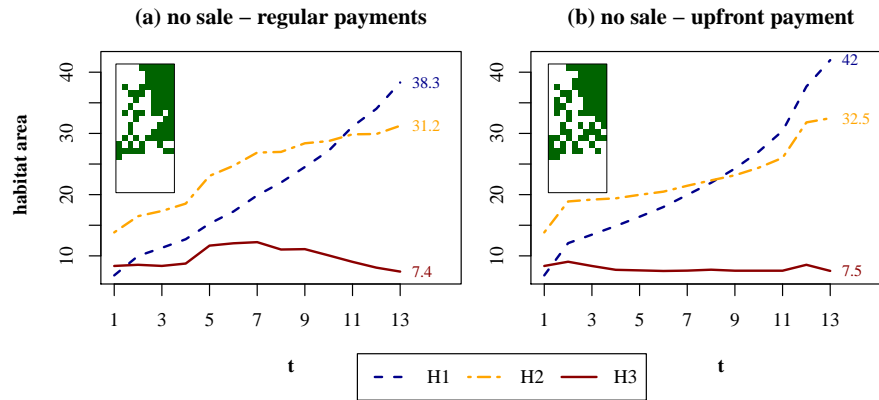 (a) no sale – regular payments
(b) no sale – upfront payment
habitat area
40
30
20
10
38.3
31.2
7.4
1 3 5 7 9 11 13
t
40
30
20
10
42
32.5
7.5
1 3 5 7 9 11 13
t
H1 H2 H3